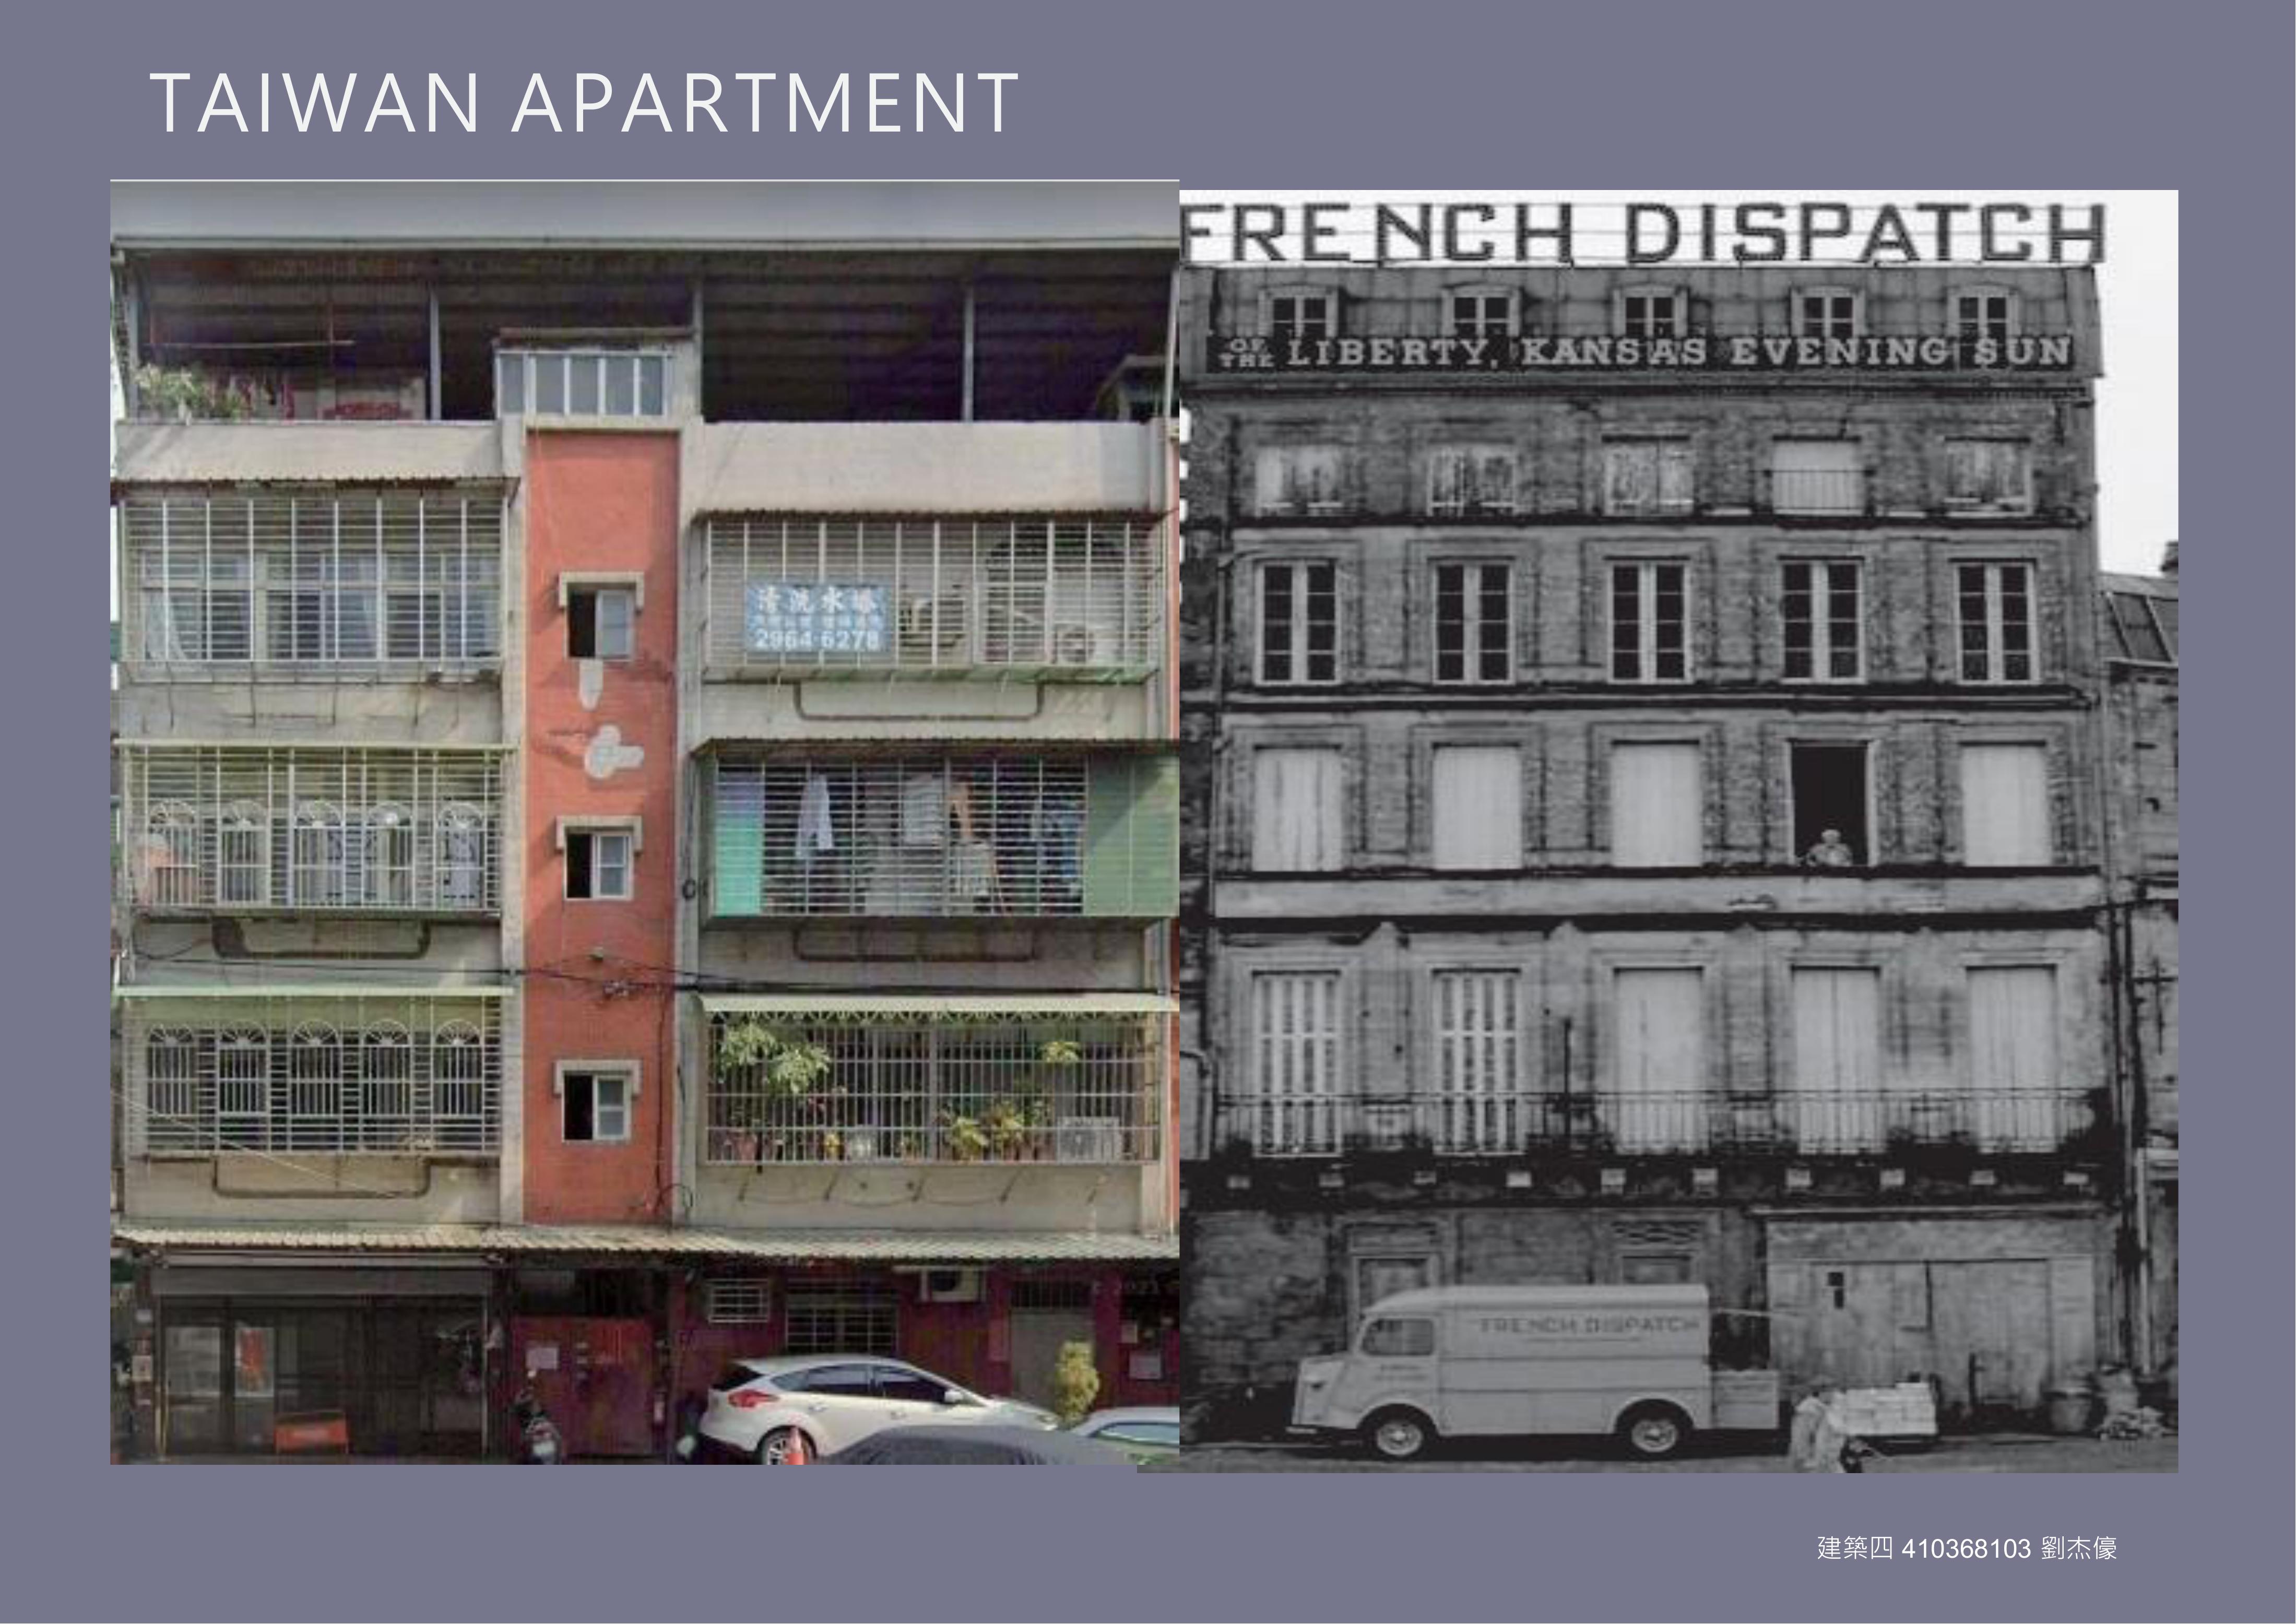 TAIWAN APARTMENT
FRENCH DISPATCH
OF THE LIBERTY, KANSAS EVENING SUN
清洗水塔
2964-6278
FRENCH DISPATCH
建築四 410368103 劉杰儫